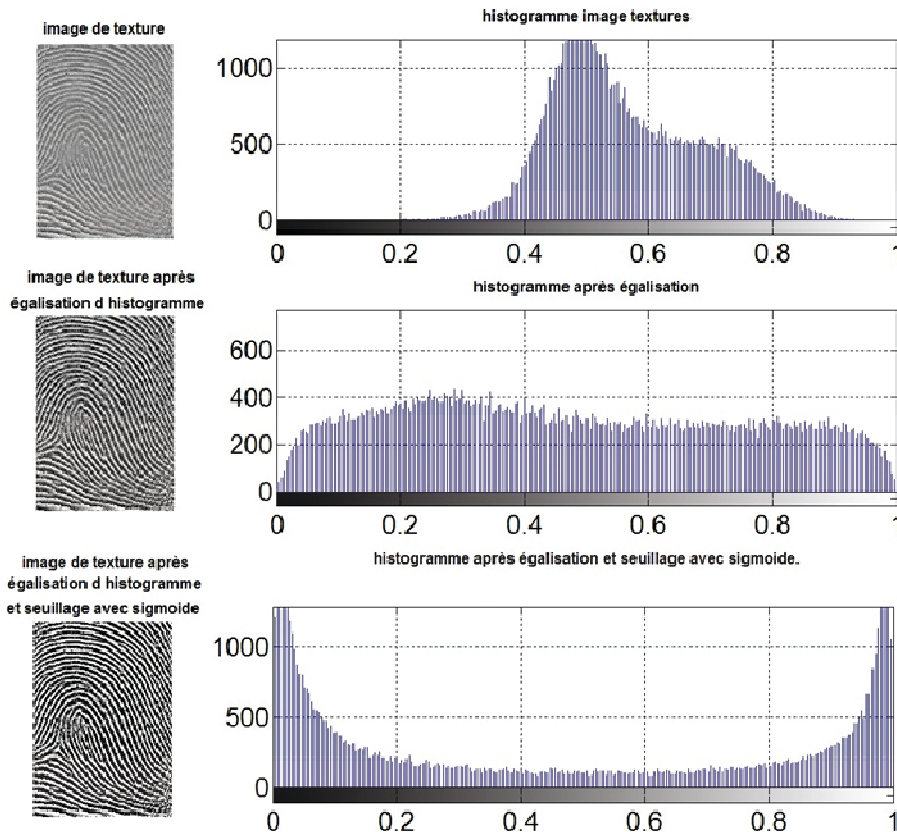 image de texture
histogramme image textures
1000
500
0
0 0.2 0.4 0.6 0.8 1
image de texture après
égalisation d histogramme
histogramme après égalisation
600
400
200
0
0 0.2 0.4 0.6 0.8 1
image de texture après
égalisation d histogramme
et seuillage avec sigmoide
histogramme après égalisation et seuillage avec sigmoide.
1000
500
0
0 0.2 0.4 0.6 0.8 1